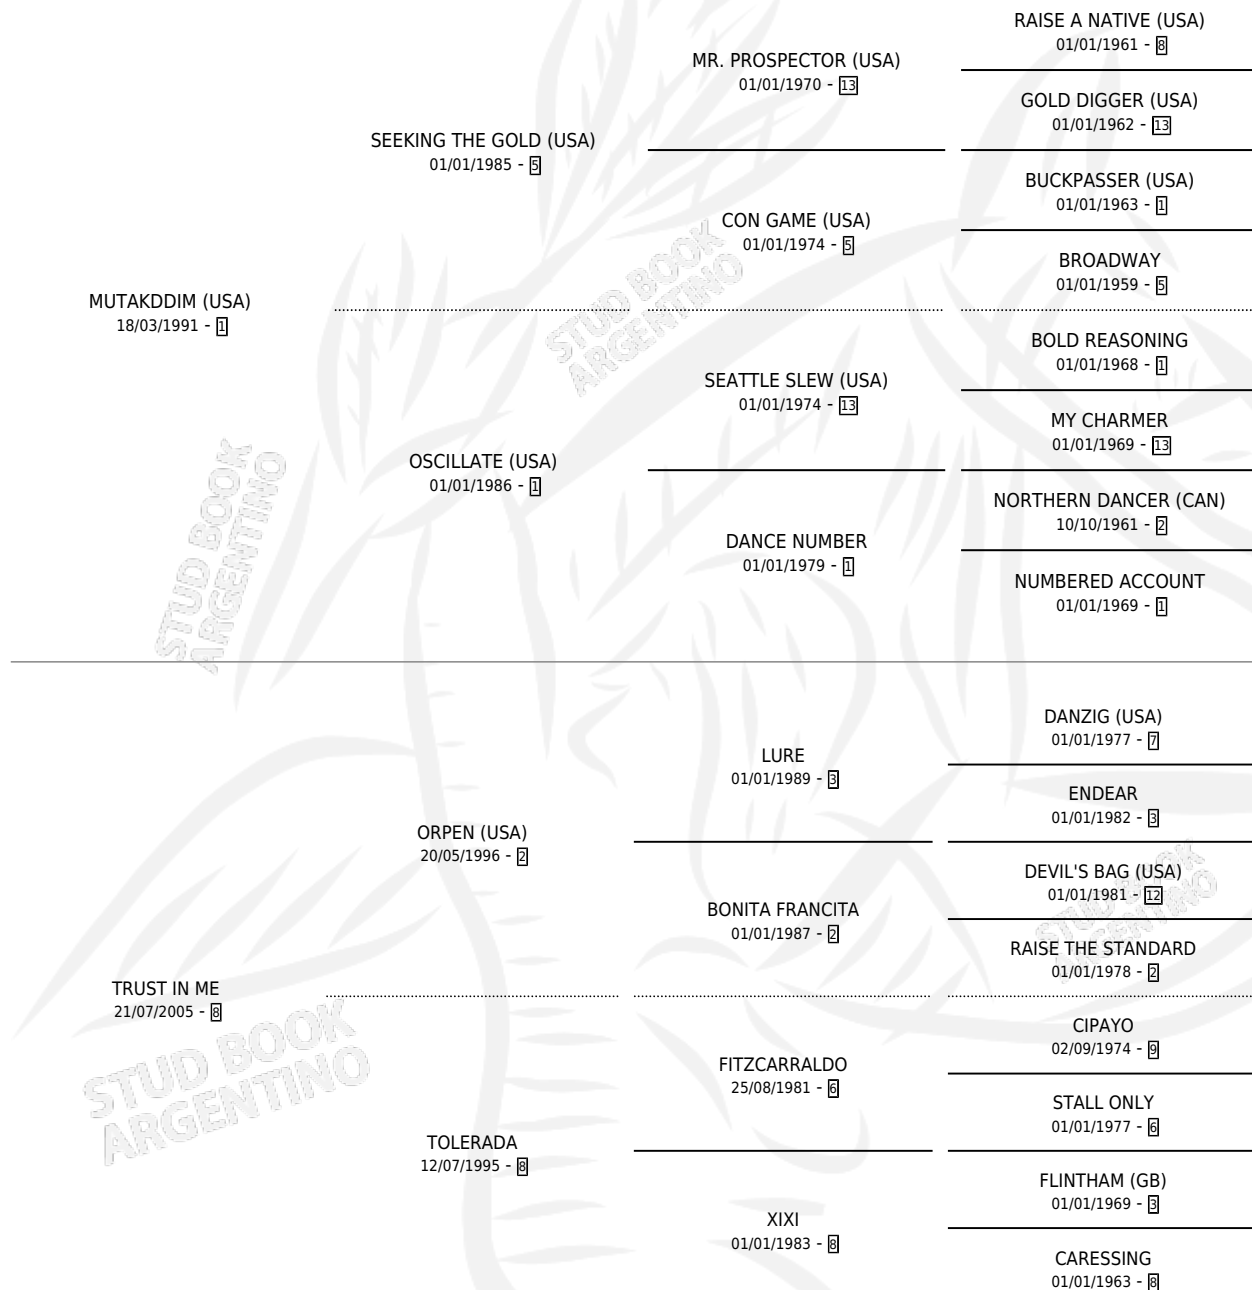 RAISE A NATIVE (USA)
01/01/1961 - 8
MR. PROSPECTOR (USA)
01/01/1970 - 13
GOLD DIGGER (USA)
01/01/1962 - 13
SEEKING THE GOLD (USA)
01/01/1985 - 5
BUCKPASSER (USA)
01/01/1963 - 1
CON GAME (USA)
01/01/1974 - 5
BROADWAY
01/01/1959 - 5
MUTAKDDIM (USA)
18/03/1991 - 1
BOLD REASONING
01/01/1968 - 1
SEATTLE SLEW (USA)
01/01/1974 - 13
MY CHARMER
01/01/1969 - 13
OSCILLATE (USA)
01/01/1986 - 1
NORTHERN DANCER (CAN)
10/10/1961 - 2
DANCE NUMBER
01/01/1979 - 1
NUMBERED ACCOUNT
01/01/1969 - 1
DANZIG (USA)
01/01/1977 - 7
LURE
01/01/1989 - 3
ENDEAR
01/01/1982 - 3
ORPEN (USA)
20/05/1996 - 2
DEVIL'S BAG (USA)
01/01/1981 - 12
BONITA FRANCITA
01/01/1987 - 2
RAISE THE STANDARD
01/01/1978 - 2
TRUST IN ME
21/07/2005 - 8
CIPAYO
02/09/1974 - 9
FITZCARRALDO
25/08/1981 - 6
STALL ONLY
01/01/1977 - 6
TOLERADA
12/07/1995 - 8
FLINTHAM (GB)
01/01/1969 - 3
XIXI
01/01/1983 - 8
CARESSING
01/01/1963 - 8
STUD BOOK
ARGENTINO
STUD BOOK
ARGENTINO
STUD BOOK
ARGENTINO
STUD BOOK
ARGENTINO